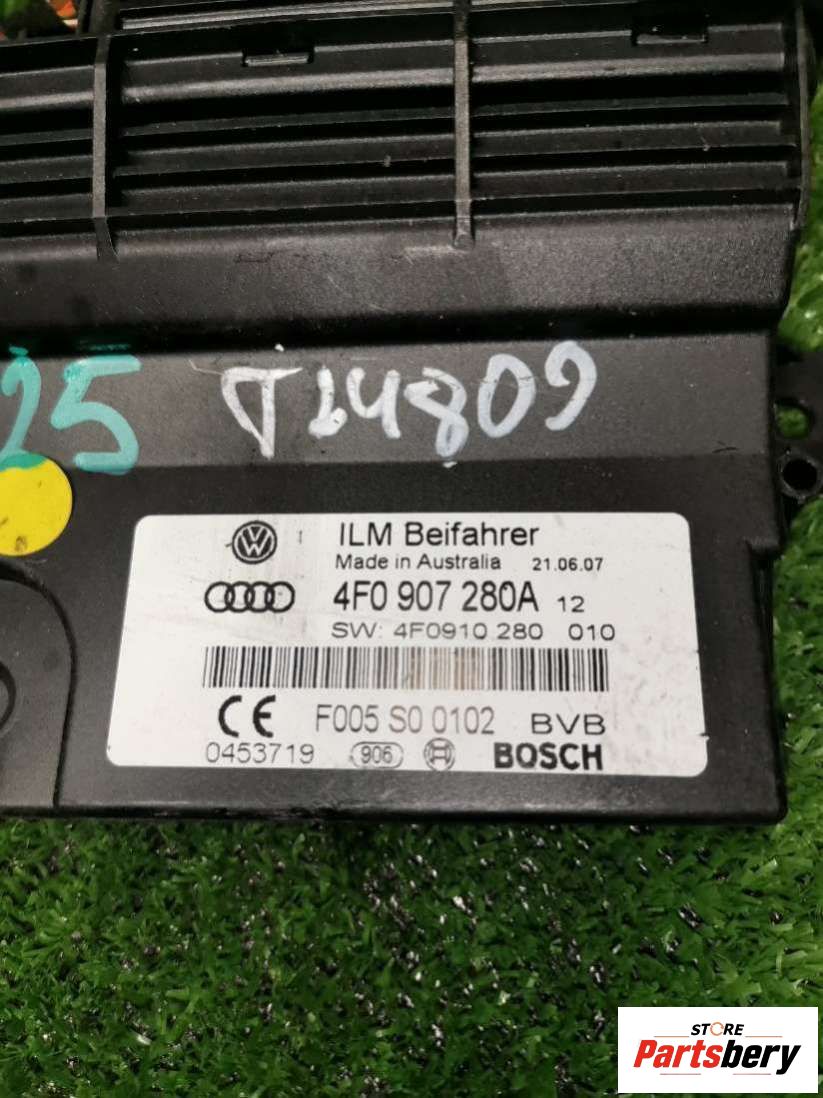 25 T24809
ILM Beifahrer
Made in Australia 21.06.07
4F0 907 280A 12
SW: 4F0910 280 010
CE F005 S0 0102 BVB
0453719 906 BOSCH
STORE
Partsbery